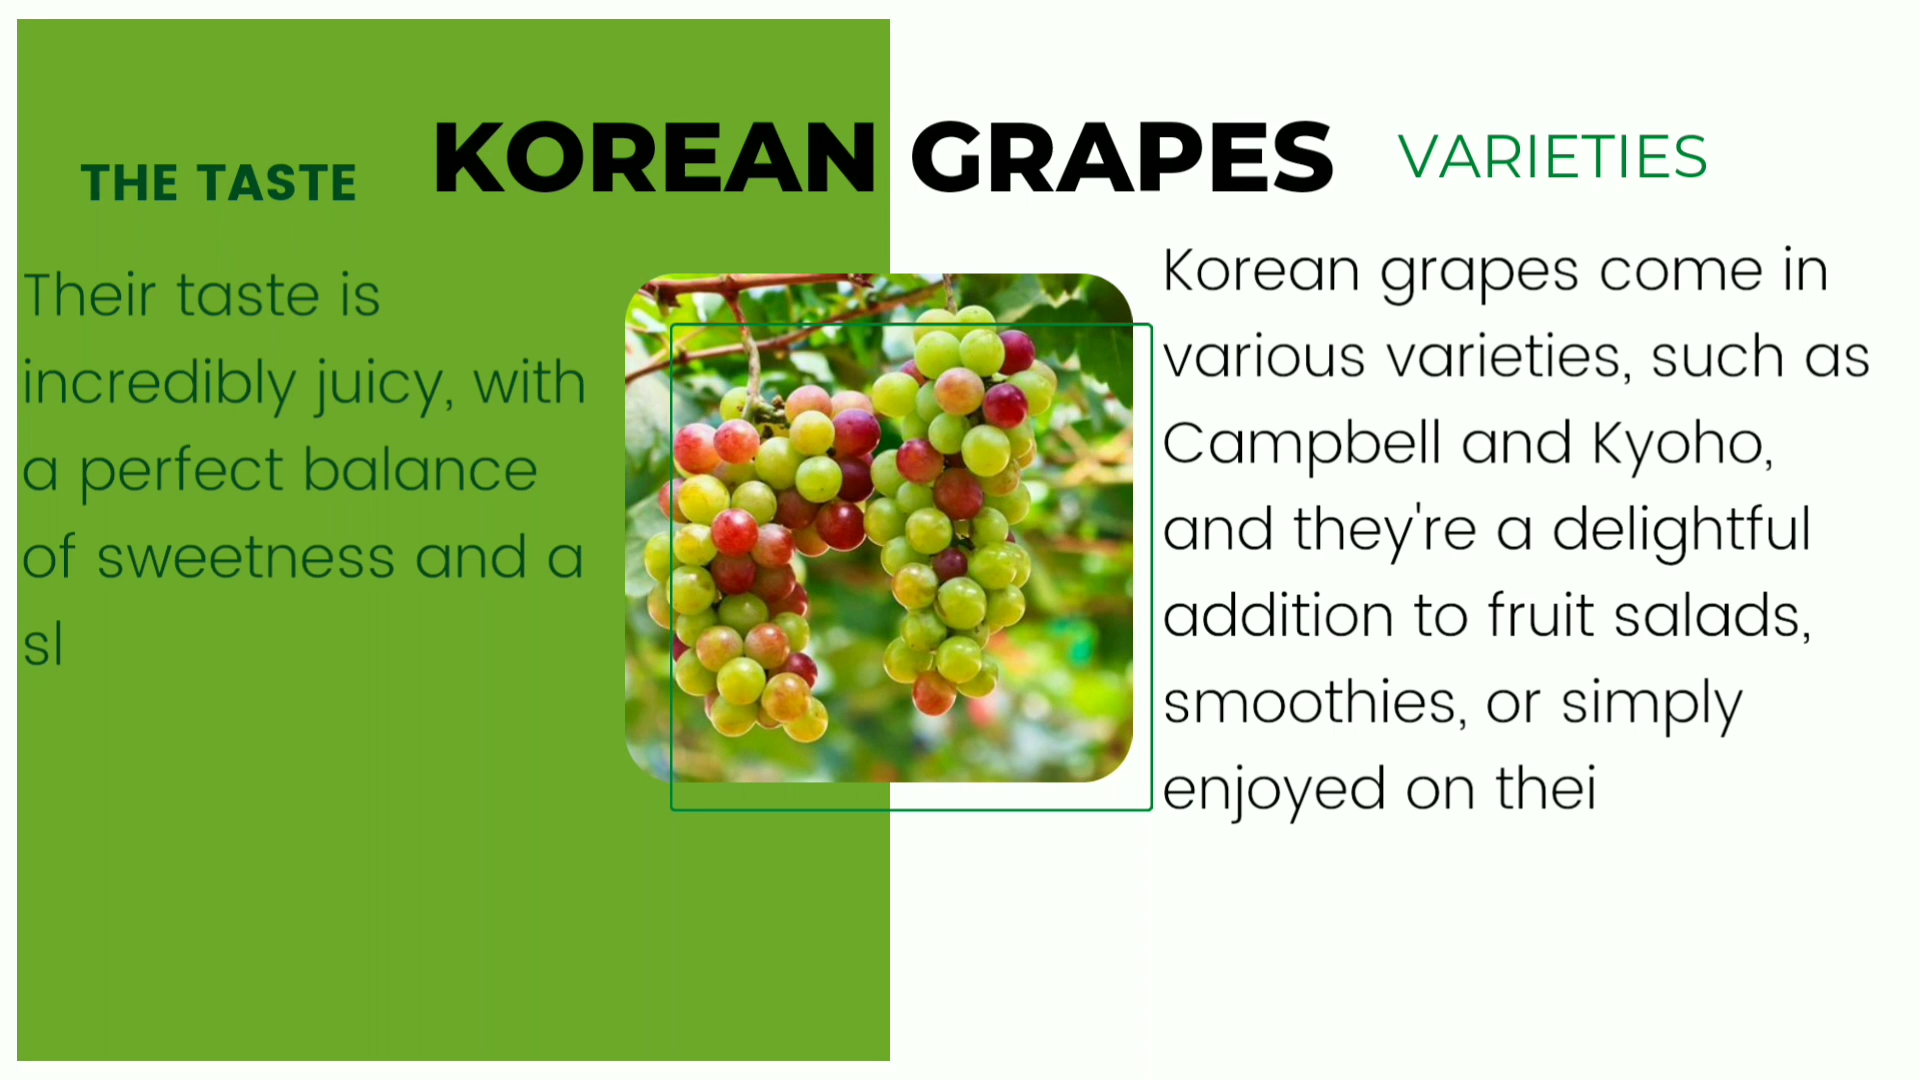 KOREAN GRAPES
THE TASTE
Their taste is
incredibly juicy, with
a perfect balance
of sweetness and a
sl
VARIETIES
Korean grapes come in
various varieties, such as
Campbell and Kyoho,
and they're a delightful
addition to fruit salads,
smoothies, or simply
enjoyed on thei